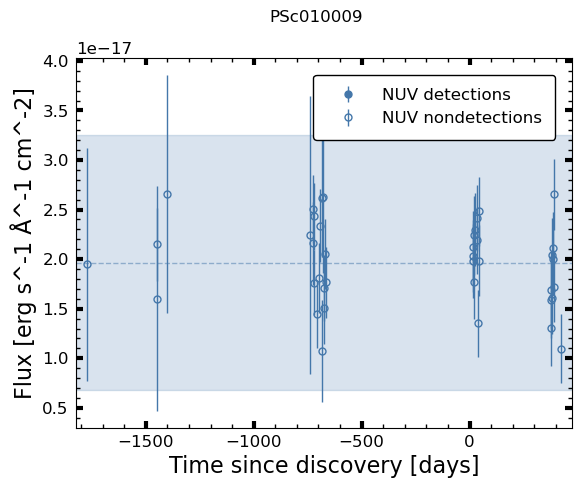 PSc010009
1e−17
4.0
3.5
3.0
2.5
2.0
1.5
1.0
0.5
NUV detections
NUV nondetections
Flux [erg s^-1 Å^-1 cm^-2]
−1500 −1000 −500 0
Time since discovery [days]